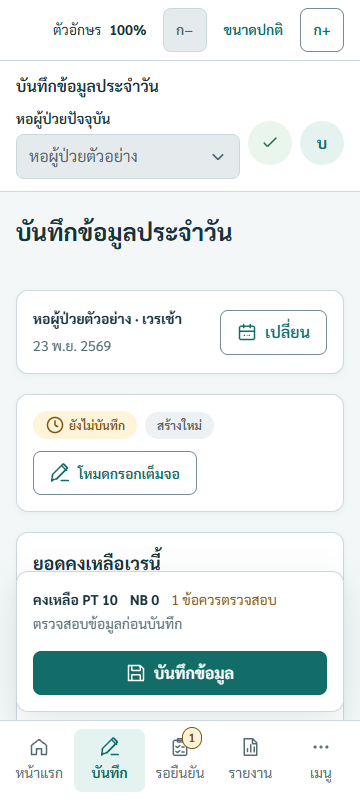 ตัวอักษร 100% ก− ขนาดปกติ ก+
บันทึกข้อมูลประจำวัน
หอผู้ป่วยปัจจุบัน
หอผู้ป่วยตัวอย่าง
บ
บันทึกข้อมูลประจำวัน
หอผู้ป่วยตัวอย่าง · เวรเช้า
23 พ.ย. 2569
เปลี่ยน
ยังไม่บันทึก สร้างใหม่
โหมดกรอกเต็มจอ
ยอดคงเหลือเวรนี้
คงเหลือ PT 10 NB 0 1 ข้อควรตรวจสอบ
ตรวจสอบข้อมูลก่อนบันทึก
บันทึกข้อมูล
1
หน้าแรก บันทึก รอยืนยัน รายงาน เมนู